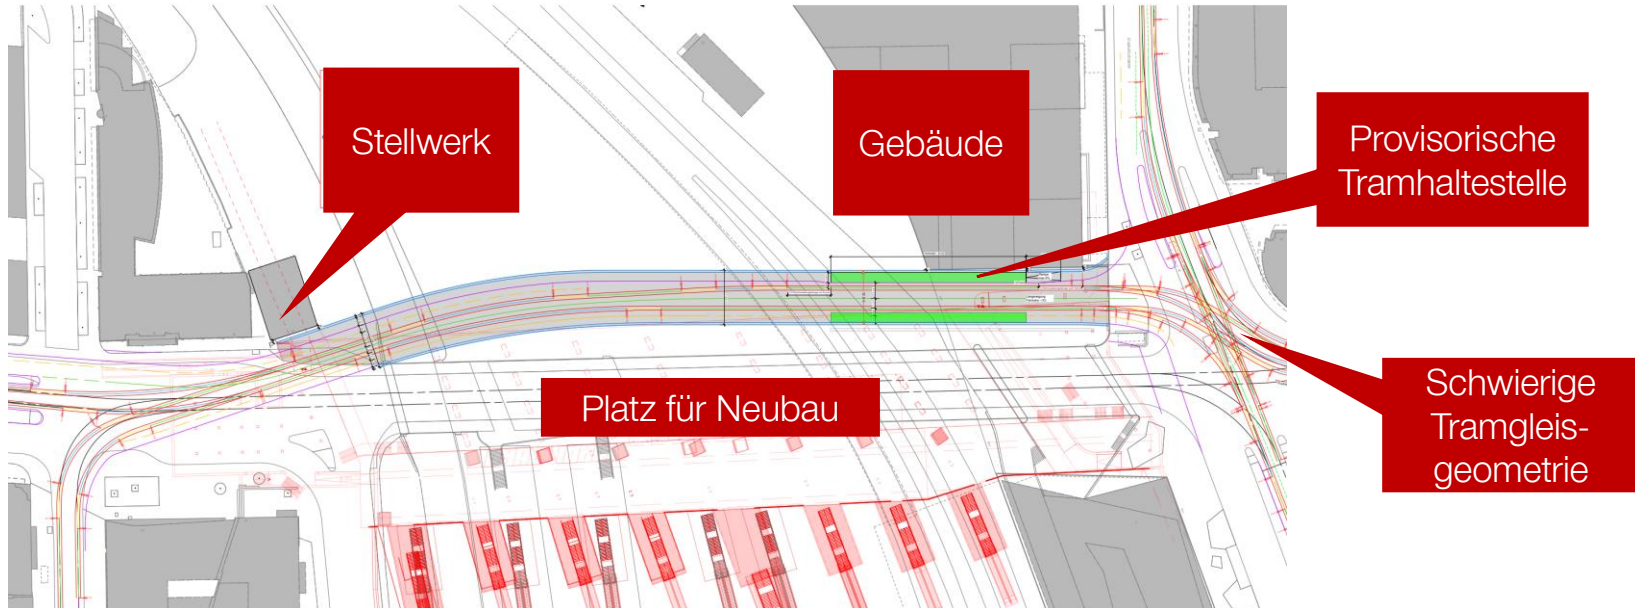 Stellwerk
Gebäude
Provisorische
Tramhaltestelle
Platz für Neubau
Schwierige
Tramgleis-
geometrie